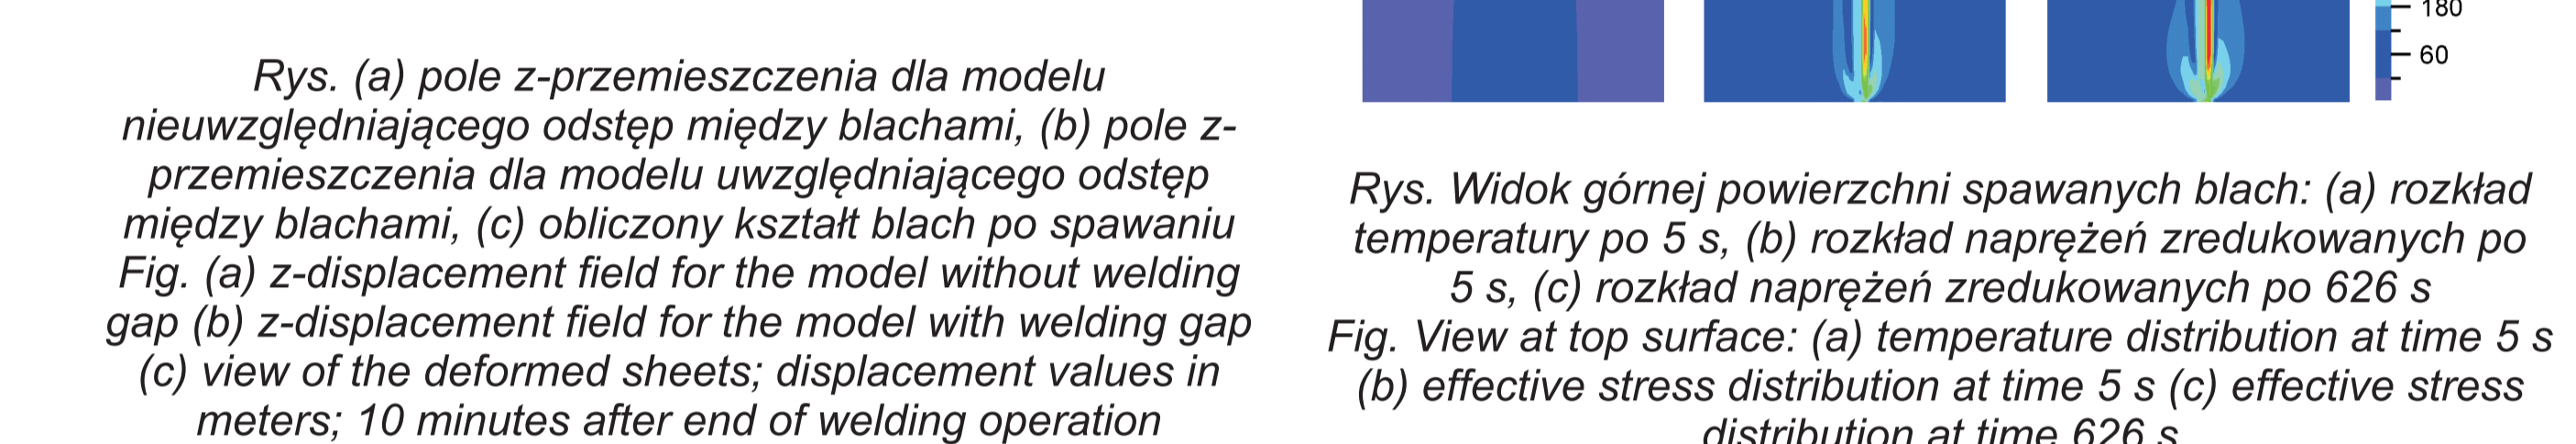 Rys. (a) pole z-przemieszczenia dla modelu
nieuwzględniającego odstęp między blachami, (b) pole z-
przemieszczenia dla modelu uwzględniającego odstęp
między blachami, (c) obliczony kształt blach po spawaniu
Fig. (a) z-displacement field for the model without welding
gap (b) z-displacement field for the model with welding gap
(c) view of the deformed sheets; displacement values in
meters; 10 minutes after end of welding operation
180
60
Rys. Widok górnej powierzchni spawanych blach: (a) rozkład
temperatury po 5 s, (b) rozkład naprężeń zredukowanych po
5 s, (c) rozkład naprężeń zredukowanych po 626 s
Fig. View at top surface: (a) temperature distribution at time 5 s
(b) effective stress distribution at time 5 s (c) effective stress
distribution at time 626 s